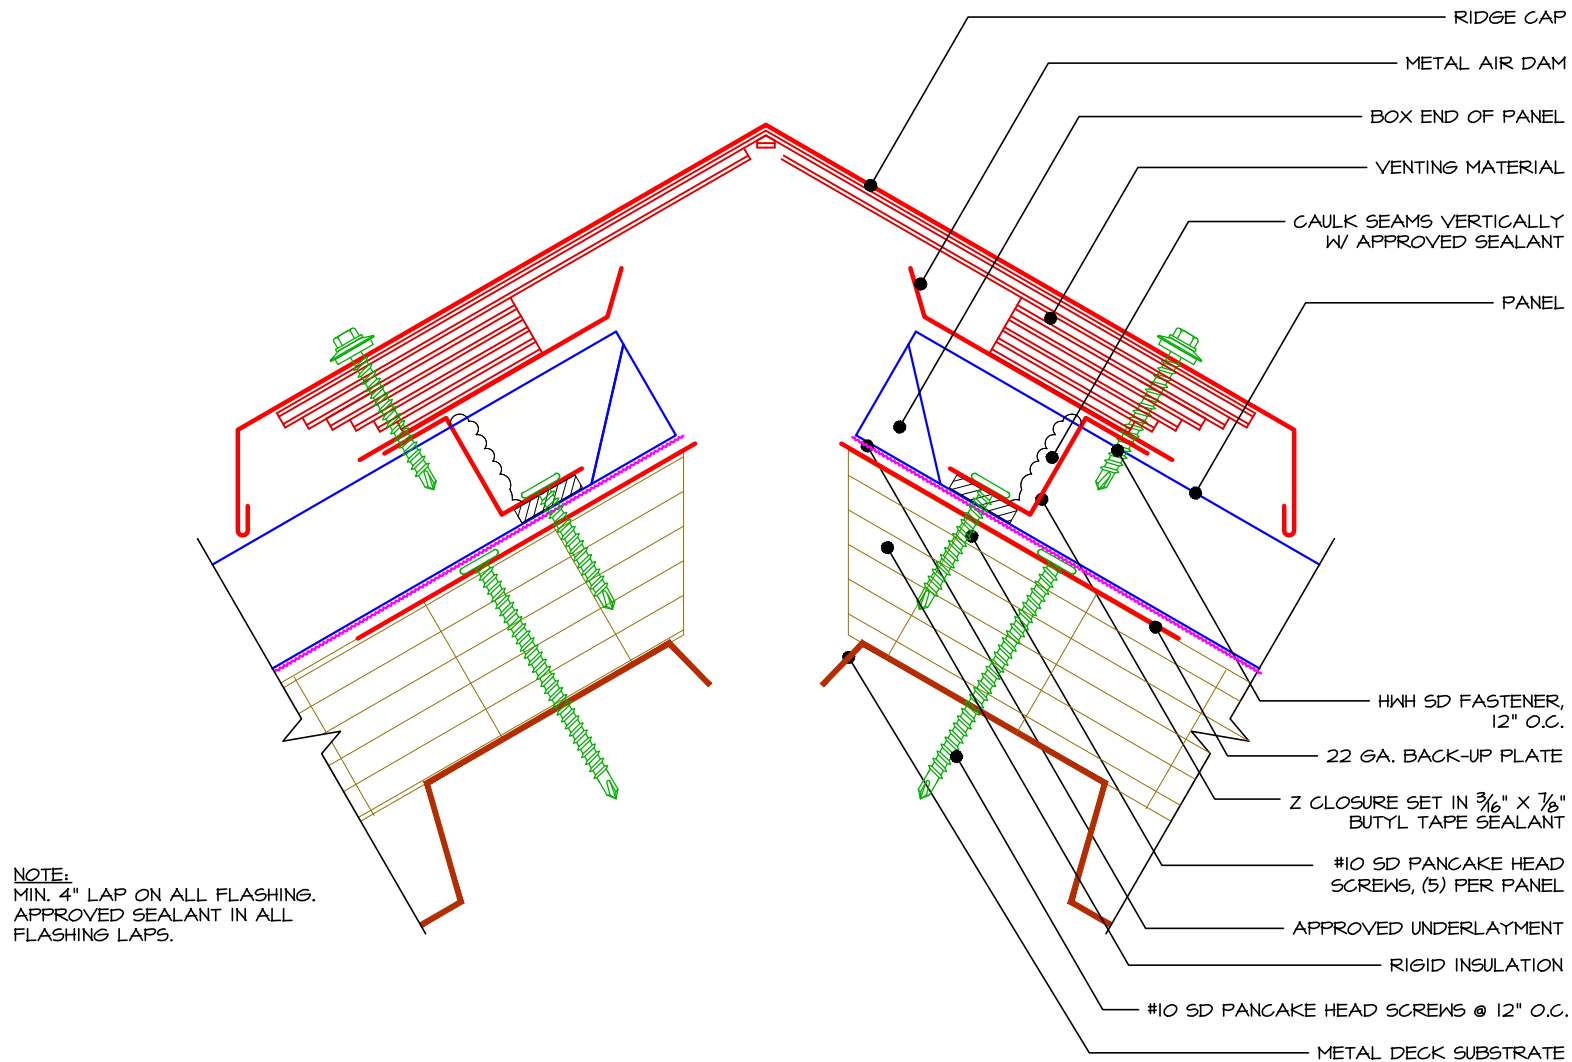 RIDGE CAP
METAL AIR DAM
BOX END OF PANEL
VENTING MATERIAL
CAULK SEAMS VERTICALLY
W/ APPROVED SEALANT
PANEL
HWH SD FASTENER,
12" O.C.
22 GA. BACK-UP PLATE
Z CLOSURE SET IN 3/16" X 7/8"
BUTYL TAPE SEALANT
#10 SD PANCAKE HEAD
SCREWS, (5) PER PANEL
APPROVED UNDERLAYMENT
RIGID INSULATION
#10 SD PANCAKE HEAD SCREWS @ 12" O.C.
METAL DECK SUBSTRATE
NOTE:
MIN. 4" LAP ON ALL FLASHING.
APPROVED SEALANT IN ALL
FLASHING LAPS.